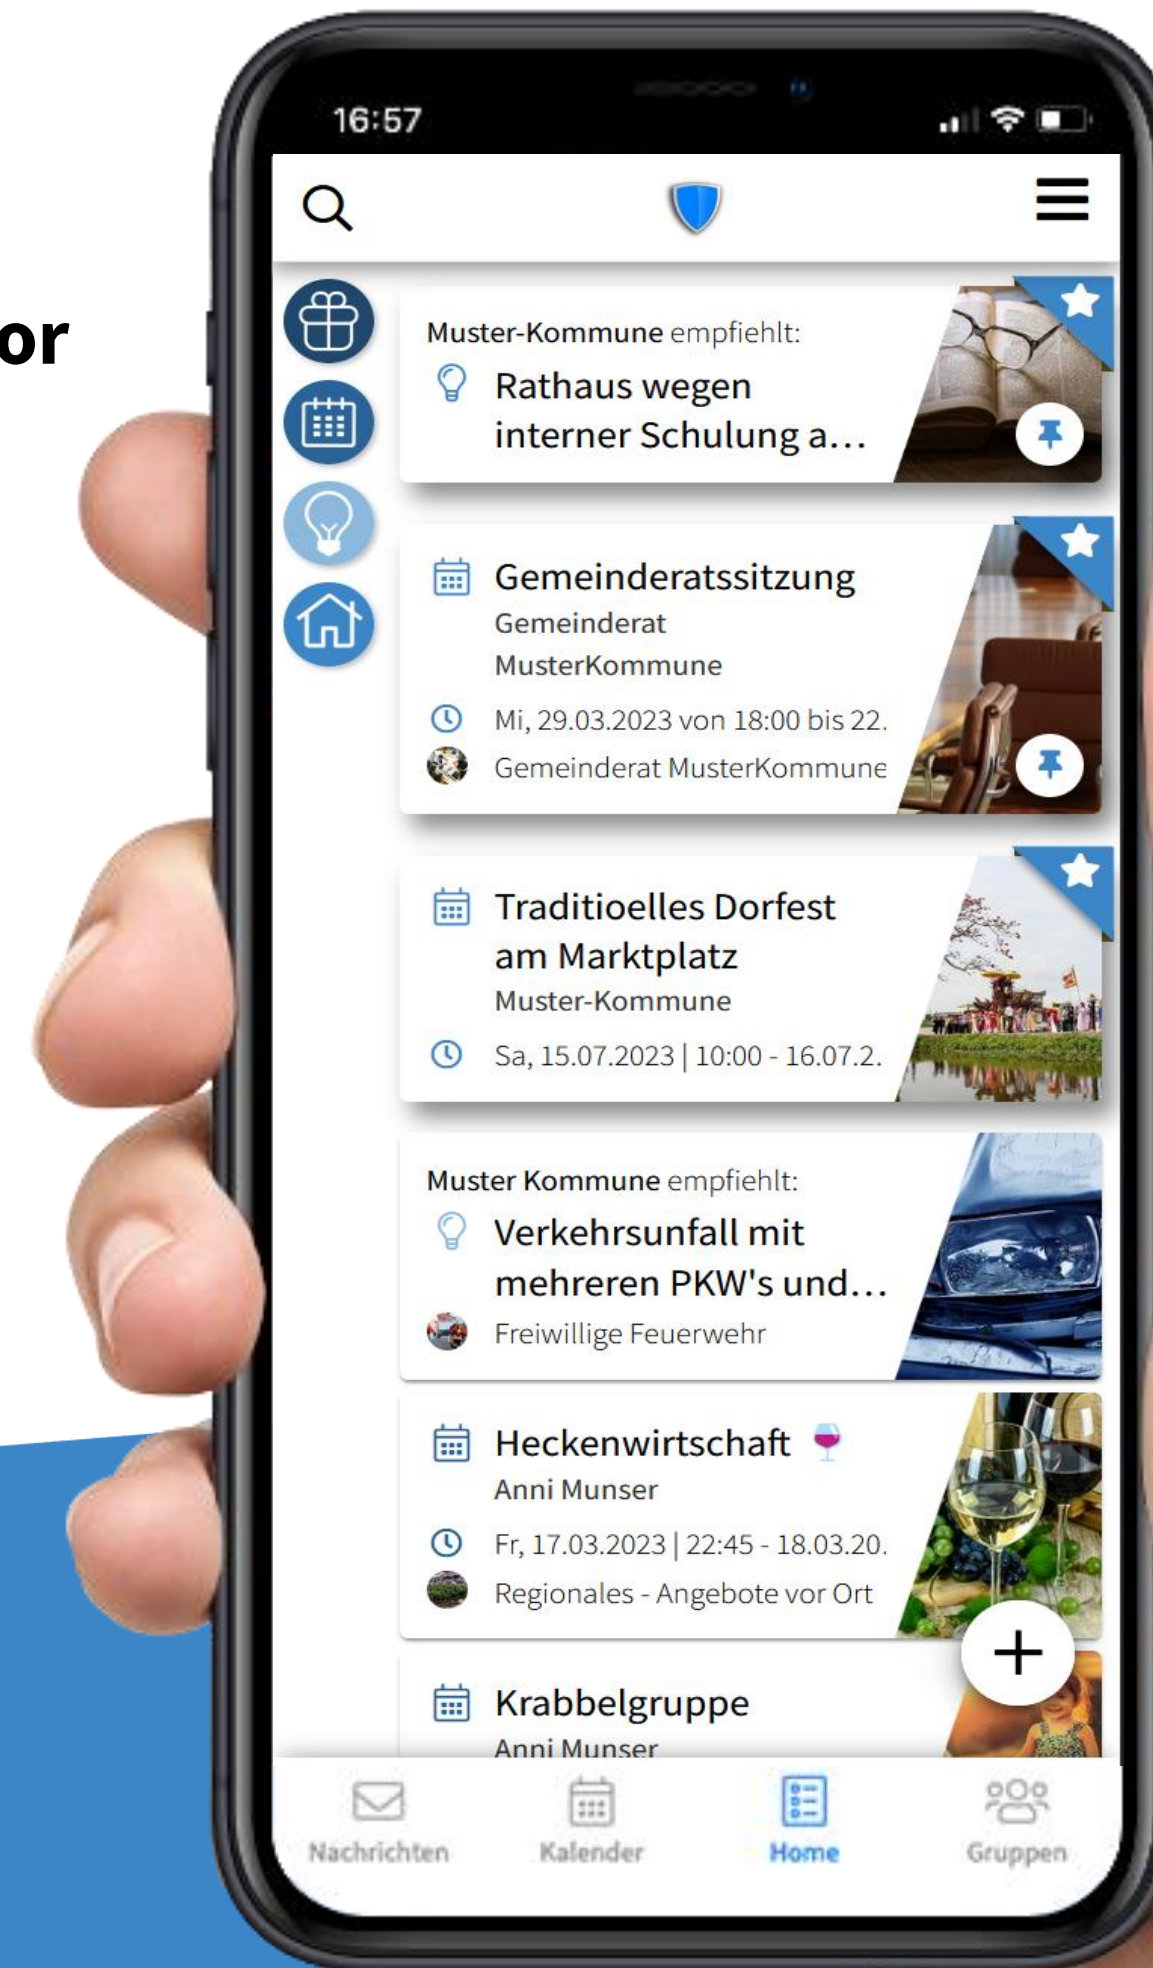 or
16:57
Muster-Kommune empfiehlt:
Rathaus wegen
interner Schulung a...
Gemeinderatssitzung
Gemeinderat
MusterKommune
Mi, 29.03.2023 von 18:00 bis 22.
Gemeinderat MusterKommune
Traditioelles Dorfest
am Marktplatz
Muster-Kommune
Sa, 15.07.2023 | 10:00 - 16.07.2.
Muster Kommune empfiehlt:
Verkehrsunfall mit
mehreren PKW's und...
Freiwillige Feuerwehr
Heckenwirtschaft 🍷
Anni Munser
Fr, 17.03.2023 | 22:45 - 18.03.20.
Regionales - Angebote vor Ort
Krabbelgruppe
Anni Munser
Nachrichten
Kalender
Home
Gruppen